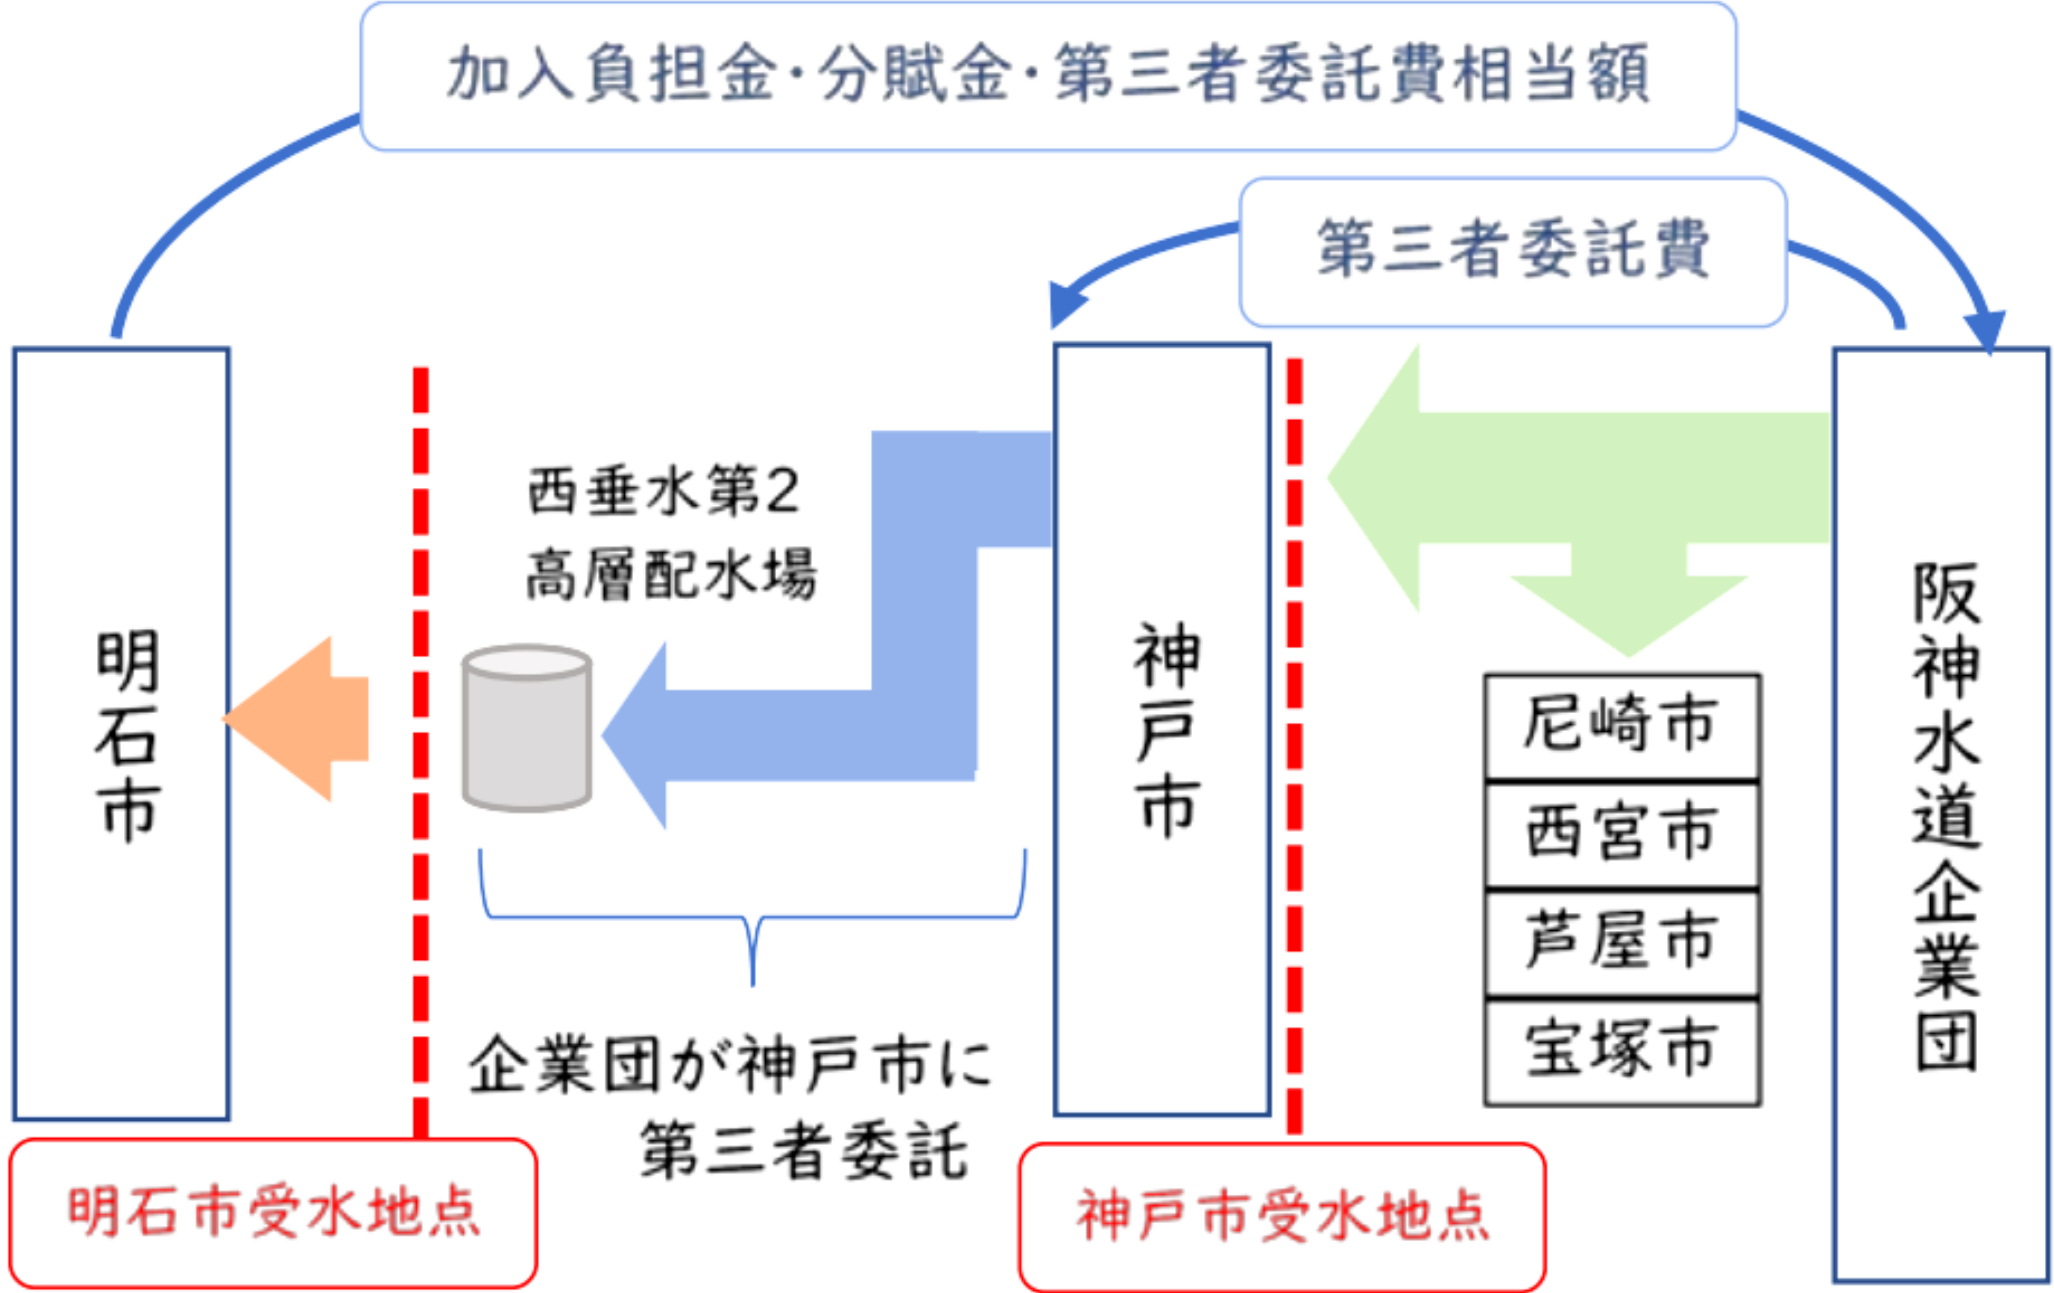 加入負担金・分賦金・第三者委託費相当額
第三者委託費
西垂水第2
高層配水場
明石市
神戸市
阪神水道企業団
尼崎市
西宮市
芦屋市
宝塚市
企業団が神戸市に
第三者委託
明石市受水地点
神戸市受水地点